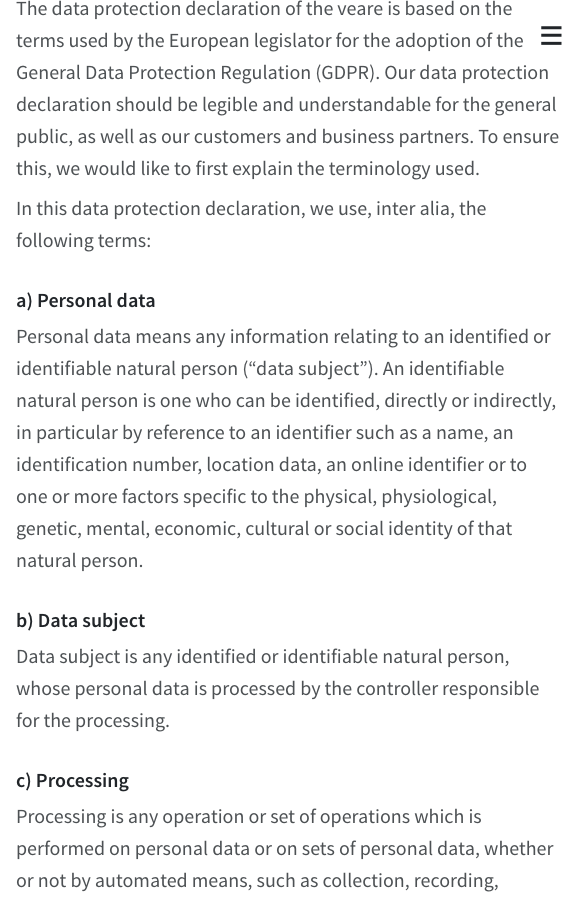 The data protection declaration of the veare is based on the
terms used by the European legislator for the adoption of the
General Data Protection Regulation (GDPR). Our data protection
declaration should be legible and understandable for the general
public, as well as our customers and business partners. To ensure
this, we would like to first explain the terminology used.
In this data protection declaration, we use, inter alia, the
following terms:
a) Personal data
Personal data means any information relating to an identified or
identifiable natural person (“data subject”). An identifiable
natural person is one who can be identified, directly or indirectly,
in particular by reference to an identifier such as a name, an
identification number, location data, an online identifier or to
one or more factors specific to the physical, physiological,
genetic, mental, economic, cultural or social identity of that
natural person.
b) Data subject
Data subject is any identified or identifiable natural person,
whose personal data is processed by the controller responsible
for the processing.
c) Processing
Processing is any operation or set of operations which is
performed on personal data or on sets of personal data, whether
or not by automated means, such as collection, recording,